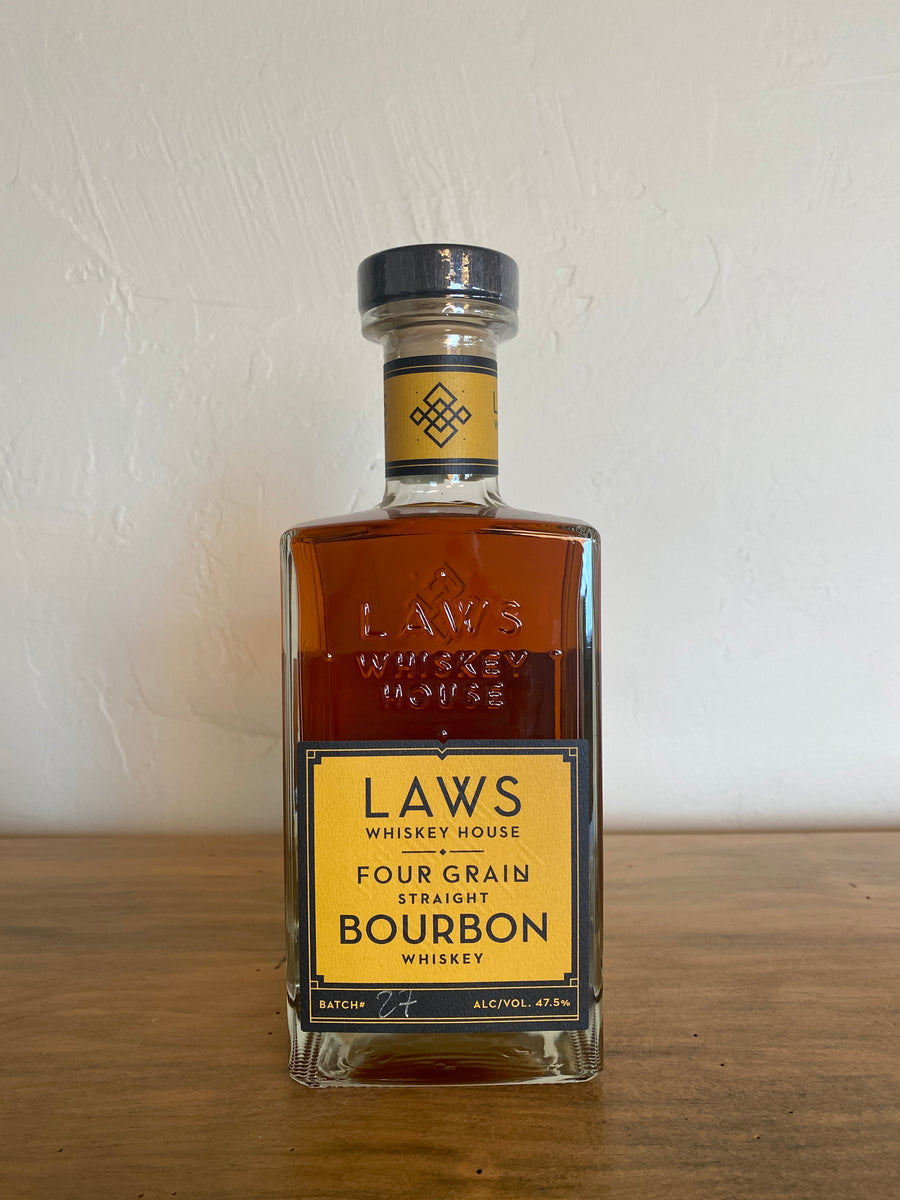 LAWS
WHISKEY
HOUSE
LAWS
WHISKEY HOUSE
FOUR GRAIN
STRAIGHT
BOURBON
WHISKEY
BATCH# 27 ALC/VOL. 47.5%